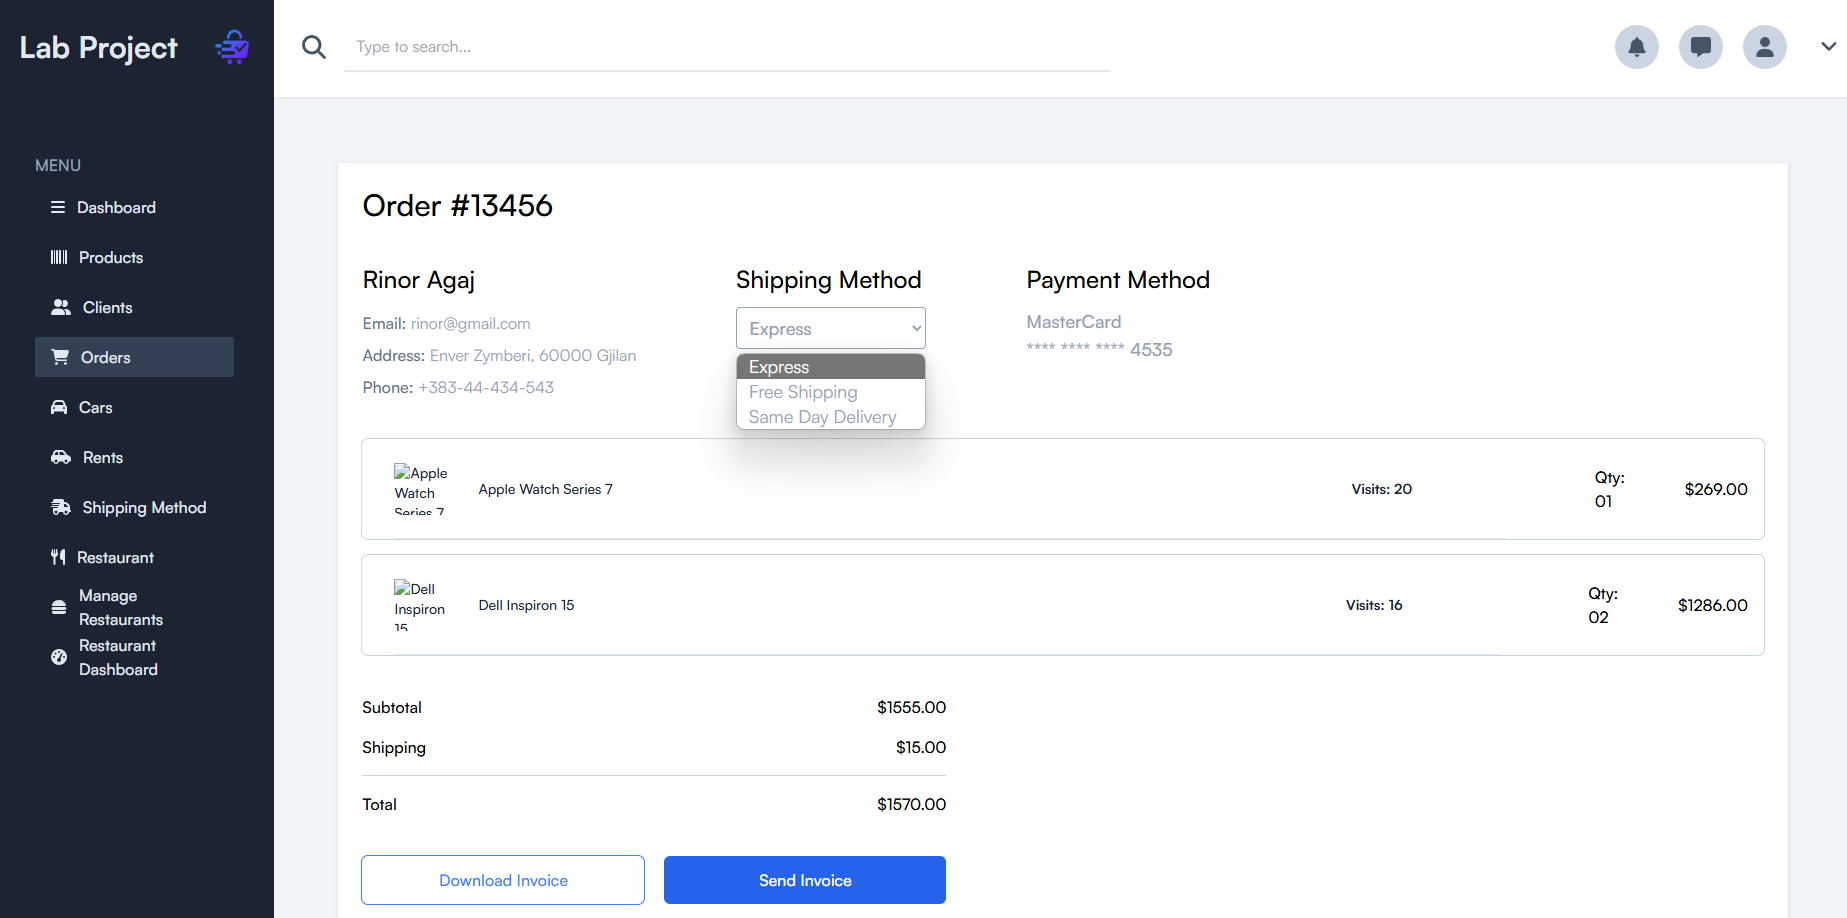 Lab Project
Type to search...
MENU
Dashboard
Products
Clients
Orders
Cars
Rents
Shipping Method
Restaurant
Manage
Restaurants
Restaurant
Dashboard
Order #13456
Rinor Agaj
Email: rinor@gmail.com
Address: Enver Zymberi, 60000 Gjilan
Phone: +383-44-434-543
Shipping Method
Express
Express
Free Shipping
Same Day Delivery
Payment Method
MasterCard
**** **** **** 4535
Apple
Watch
Series 7
Apple Watch Series 7
Visits: 20
Qty:
01
$269.00
Dell
Inspiron
15
Dell Inspiron 15
Visits: 16
Qty:
02
$1286.00
Subtotal $1555.00
Shipping $15.00
Total $1570.00
Download Invoice
Send Invoice